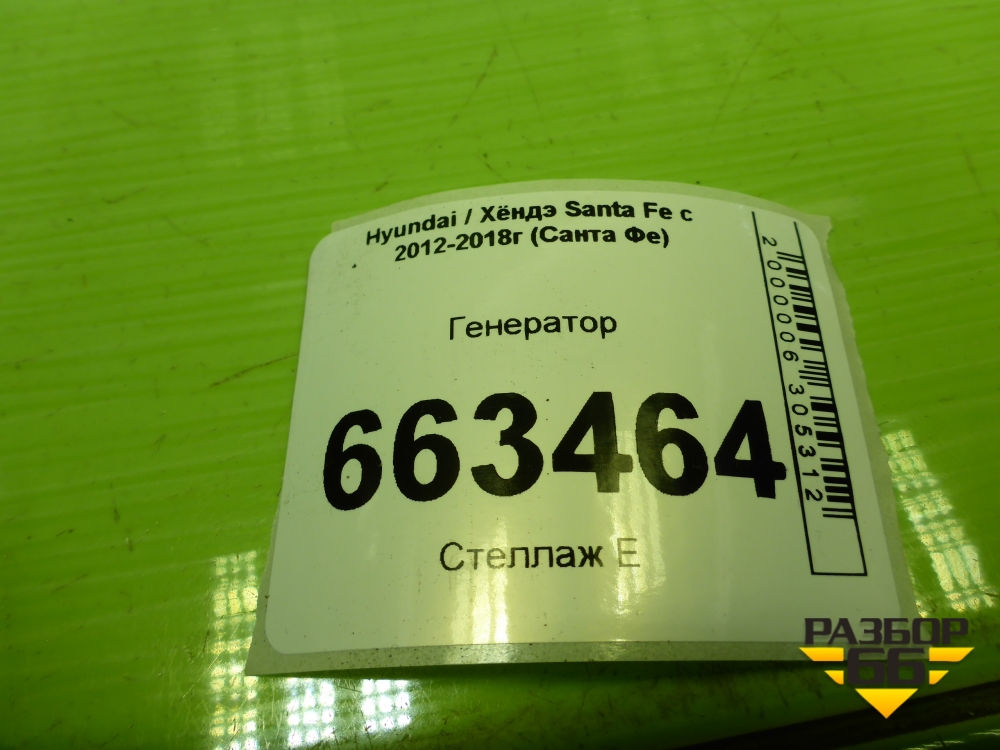 Hyundai / Хёндэ Santa Fe с
2012-2018г (Санта Фе)
Генератор
663464
Стеллаж Е
2000006305312
РАЗБОР
66